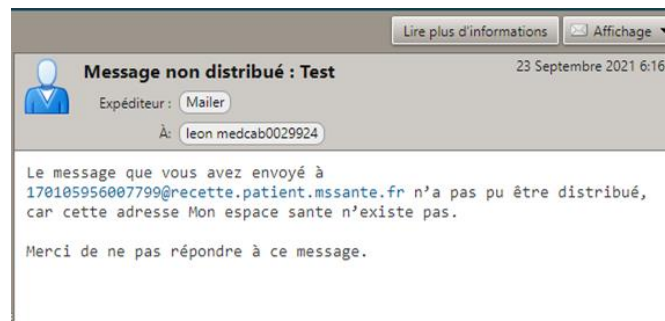 Lire plus d'informations
Affichage
Message non distribué : Test
23 Septembre 2021 6:16
Expéditeur :
Mailer
À:
leon medcab0029924
Le message que vous avez envoyé à
170105956007799@recette.patient.mssante.fr n’a pas pu être distribué,
car cette adresse Mon espace sante n’existe pas.
Merci de ne pas répondre à ce message.